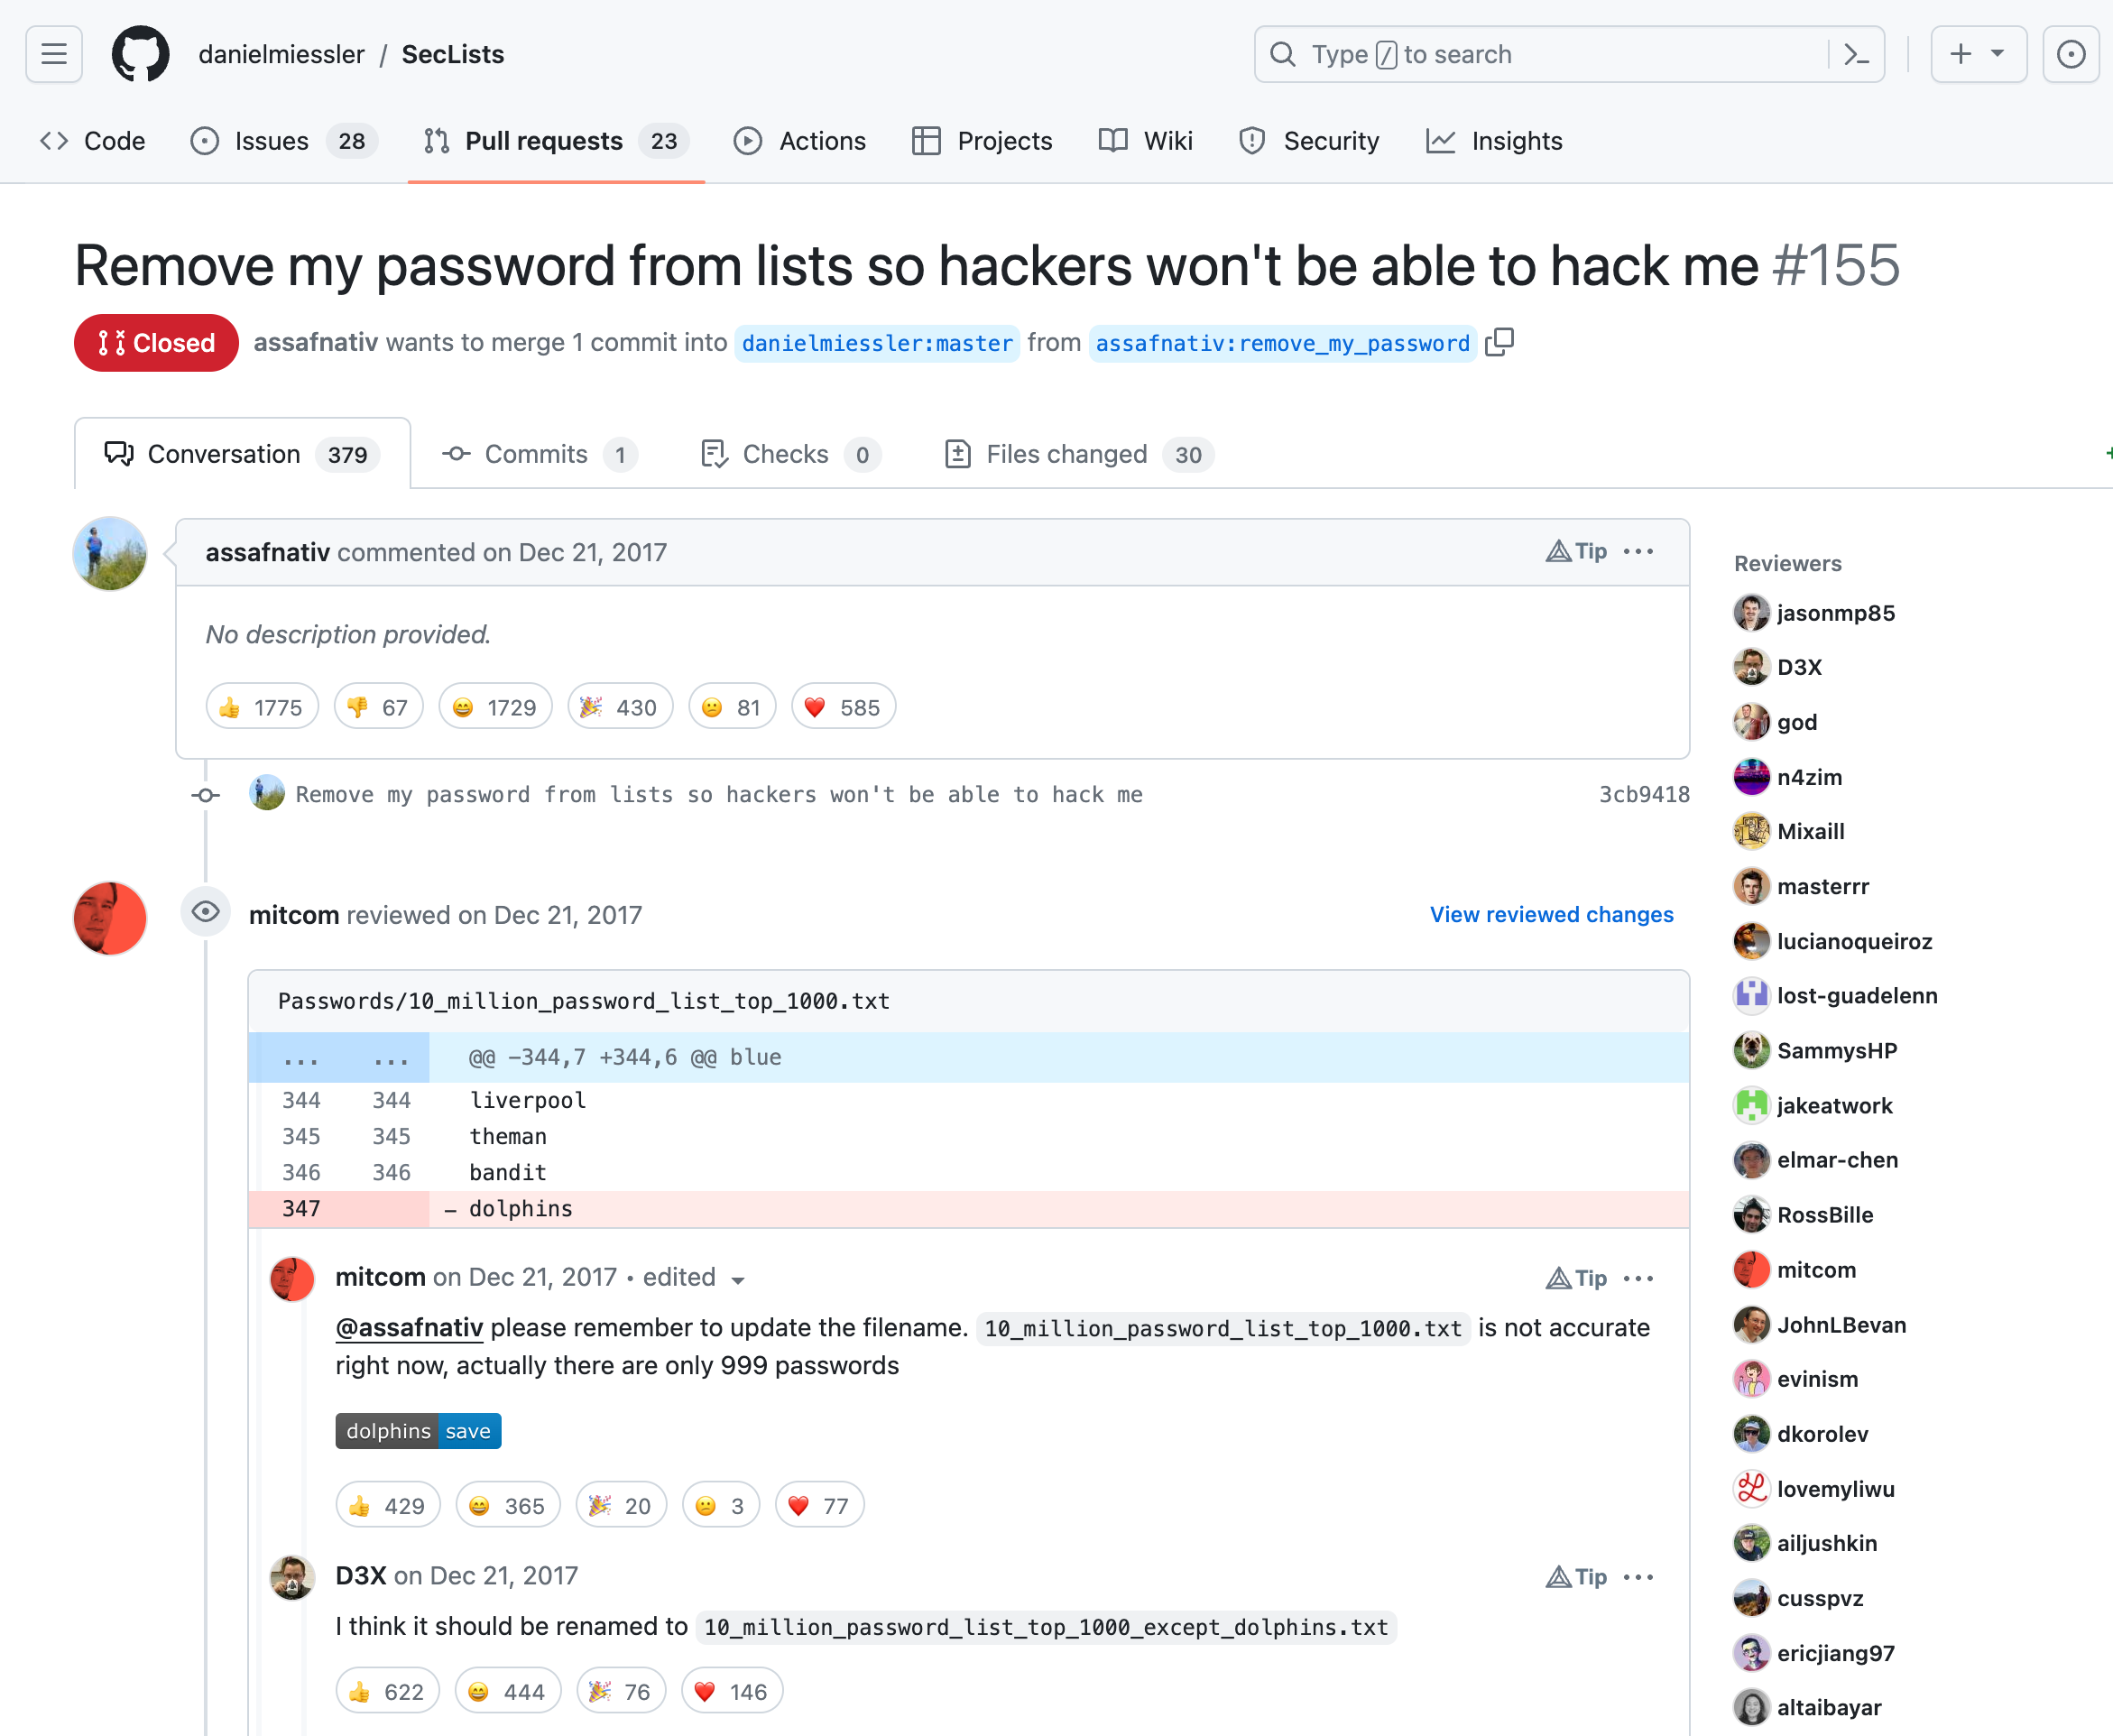 danielmiessler / SecLists
Type / to search
Code
Issues 28
Pull requests 23
Actions
Projects
Wiki
Security
Insights
Remove my password from lists so hackers won't be able to hack me #155
Closed
assafnativ wants to merge 1 commit into danielmiessler:master from assafnativ:remove_my_password
Conversation 379
Commits 1
Checks 0
Files changed 30
assafnativ commented on Dec 21, 2017
Tip
No description provided.
👍 1775 👎 67 😄 1729 🎉 430 😕 81 ❤️ 585
Remove my password from lists so hackers won't be able to hack me 3cb9418
mitcom reviewed on Dec 21, 2017
View reviewed changes
Passwords/10_million_password_list_top_1000.txt
... ... @@ -344,7 +344,6 @@ blue
344 344 liverpool
345 345 theman
346 346 bandit
347 - dolphins
mitcom on Dec 21, 2017 • edited
Tip
@assafnativ please remember to update the filename. 10_million_password_list_top_1000.txt is not accurate
right now, actually there are only 999 passwords
dolphins save
👍 429 😄 365 🎉 20 😕 3 ❤️ 77
D3X on Dec 21, 2017
Tip
I think it should be renamed to 10_million_password_list_top_1000_except_dolphins.txt
👍 622 😄 444 🎉 76 ❤️ 146
Reviewers
jasonmp85
D3X
god
n4zim
Mixaill
masterrr
lucianoqueiroz
lost-guadelenn
SammysHP
jakeatwork
elmar-chen
RossBille
mitcom
JohnLBevan
evinism
dkorolev
lovemyliwu
ailjushkin
cusspvz
ericjiang97
altaibayar